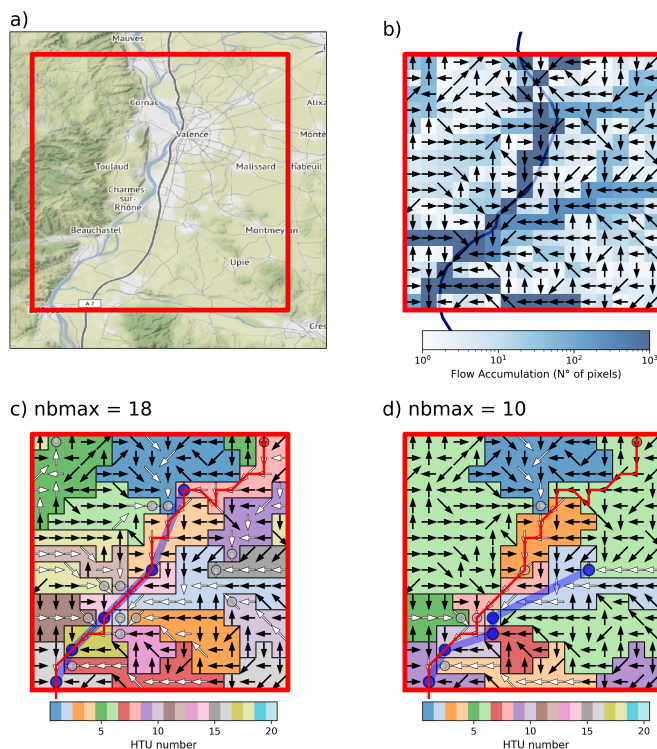 a)
Mauves
Cornas
Alixa
Valence
Monté
Toulaud
Malissard
habeuil
Charmes-
sur-
Rhône
Beauchastel
Montmeyran
Upie
A 7
Cres
b)
10⁰ 10¹ 10² 10³
Flow Accumulation (N° of pixels)
c) nbmax = 18
5 10 15 20
HTU number
d) nbmax = 10
5 10 15 20
HTU number